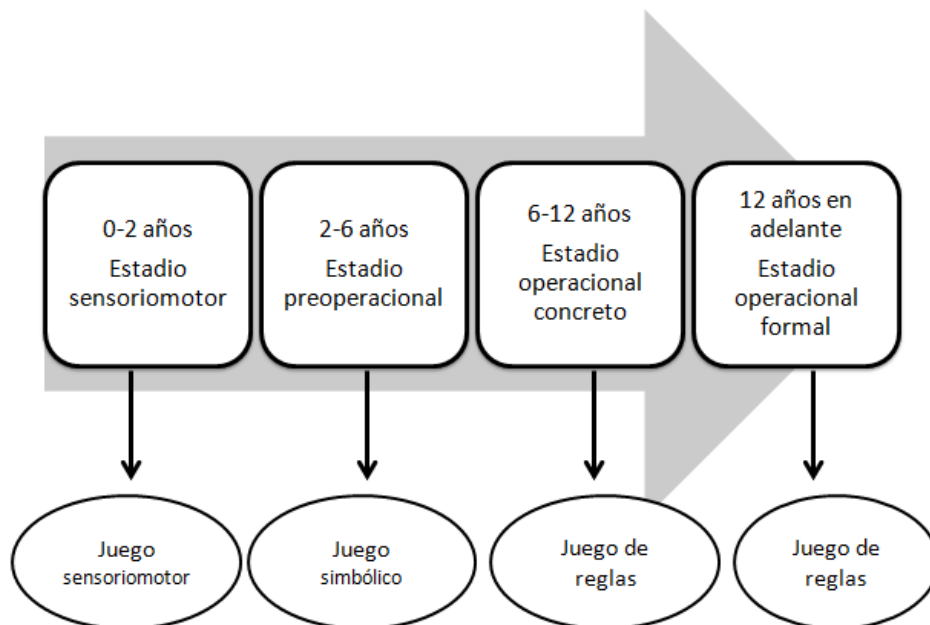 0-2 años
Estadio
sensoriomotor
2-6 años
Estadio
preoperacional
6-12 años
Estadio
operacional
concreto
12 años en
adelante
Estadio
operacional
formal
Juego
sensoriomotor
Juego
simbólico
Juego de
reglas
Juego de
reglas